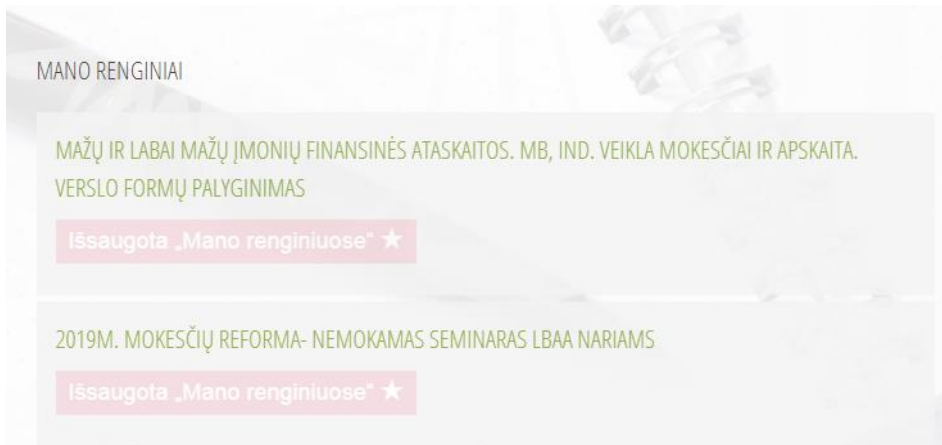 MANO RENGINIAI
MAŽŲ IR LABAI MAŽŲ ĮMONIŲ FINANSINĖS ATASKAITOS. MB, IND. VEIKLA MOKESČIAI IR APSKAITA.
VERSLO FORMŲ PALYGINIMAS
Išsaugota „Mano renginiuose“ ★
2019M. MOKESČIŲ REFORMA- NEMOKAMAS SEMINARAS LBAA NARIAMS
Išsaugota „Mano renginiuose“ ★